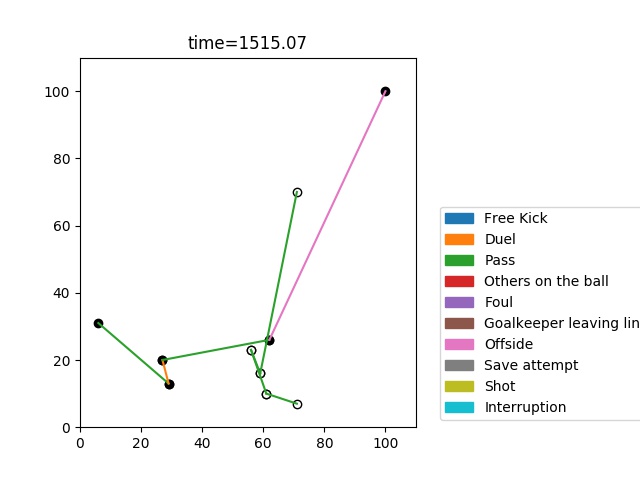 time=1515.07
100
80
60
40
20
0
0 20 40 60 80 100
Free Kick
Duel
Pass
Others on the ball
Foul
Goalkeeper leaving lin
Offside
Save attempt
Shot
Interruption